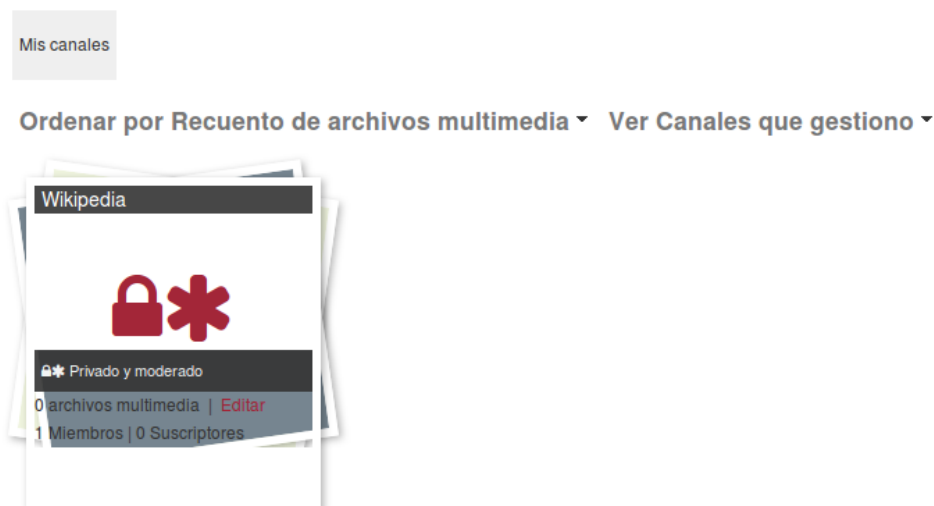 Mis canales
Ordenar por Recuento de archivos multimedia Ver Canales que gestiono
Wikipedia
Privado y moderado
0 archivos multimedia | Editar
1 Miembros | 0 Suscriptores